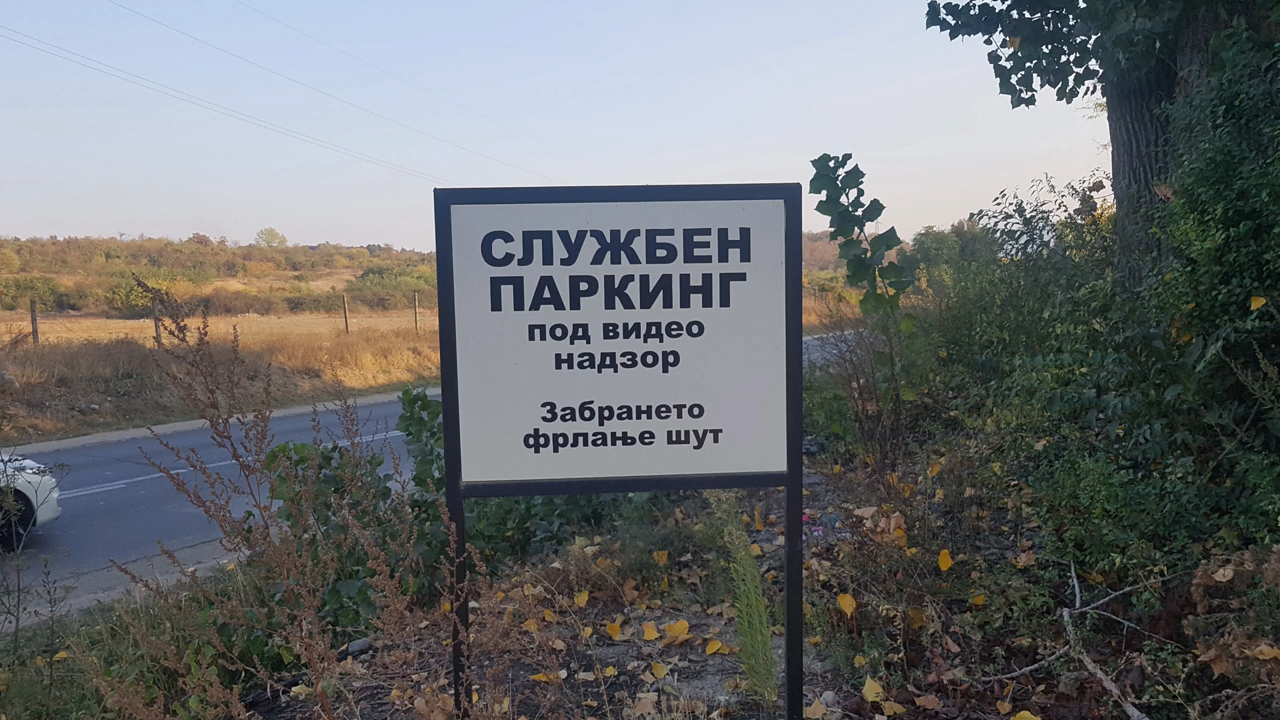 СЛУЖБЕН
ПАРКИНГ
под видео
надзор
Забрането
фрлање шут